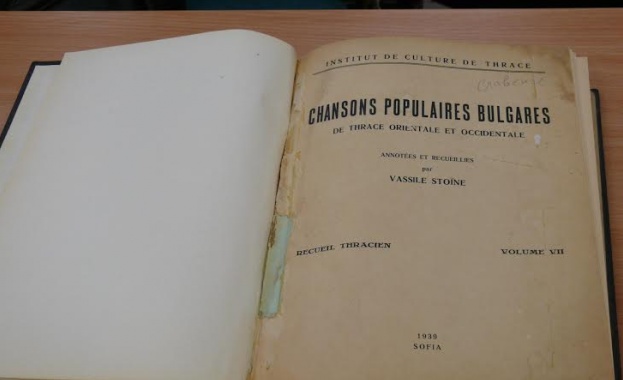 INSTITUT DE CULTURE DE THRACE
CHANSONS POPULAIRES BULGARES
DE THRACE ORIENTALE ET OCCIDENTALE
ANNOTÉES ET RECUEILLIES
par
VASSILE STOÏNE
RECUEIL THRACIEN VOLUME VII
SOFIA